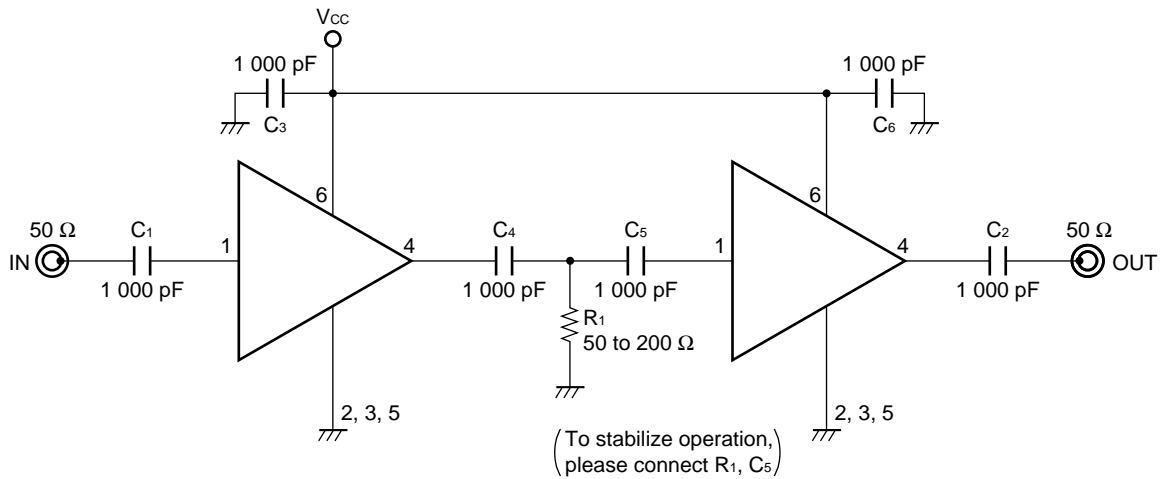 VCC
1 000 pF
1 000 pF
C3
C6
6
6
50 Ω
C1
1
4
C4
C5
1
4
C2
50 Ω
IN
OUT
1 000 pF
1 000 pF
1 000 pF
1 000 pF
R1
50 to 200 Ω
2, 3, 5
2, 3, 5
(To stabilize operation,
please connect R1, C5)